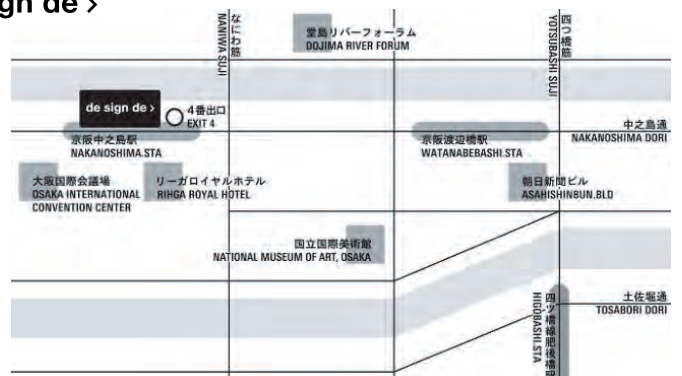 sign de >
なにわ筋
NANIWA SUJI
堂島リバーフォーラム
DOJIMA RIVER FORUM
四つ橋筋
YOTSUBASHI SUJI
de sign de >
4番出口
EXIT 4
京阪中之島駅
NAKANOSHIMA.STA
京阪渡辺橋駅
WATANABEBASHI.STA
中之島通
NAKANOSHIMA DORI
大阪国際会議場
OSAKA INTERNATIONAL
CONVENTION CENTER
リーガロイヤルホテル
RIHGA ROYAL HOTEL
朝日新聞ビル
ASAHISHINBUN.BLD
国立国際美術館
NATIONAL MUSEUM OF ART, OSAKA
四ツ橋線肥後橋駅
HIGOBASHI.STA
土佐堀通
TOSABORI DORI